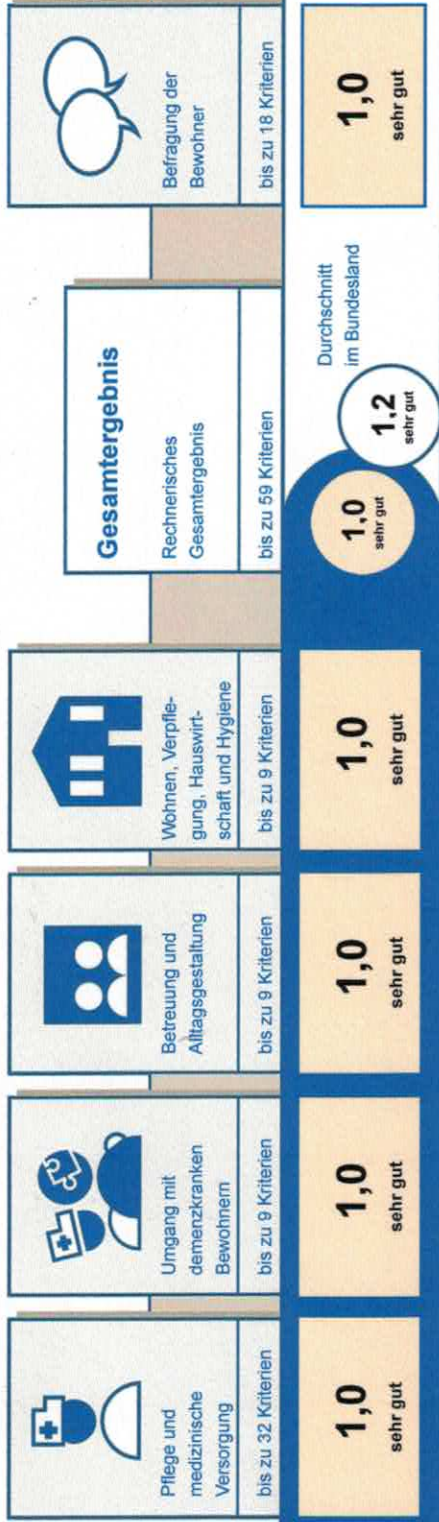 Pflege und
medizinische
Versorgung
bis zu 32 Kriterien
1,0
sehr gut
Umgang mit
demenzkranken
Bewohnern
bis zu 9 Kriterien
1,0
sehr gut
Betreuung und
Alltagsgestaltung
bis zu 9 Kriterien
1,0
sehr gut
Wohnen, Verpfle-
gung, Hauswirt-
schaft und Hygiene
bis zu 9 Kriterien
1,0
sehr gut
Gesamtergebnis
Rechnerisches
Gesamtergebnis
bis zu 59 Kriterien
1,0
sehr gut
Durchschnitt
im Bundesland
1,2
sehr gut
Befragung der
Bewohner
bis zu 18 Kriterien
1,0
sehr gut